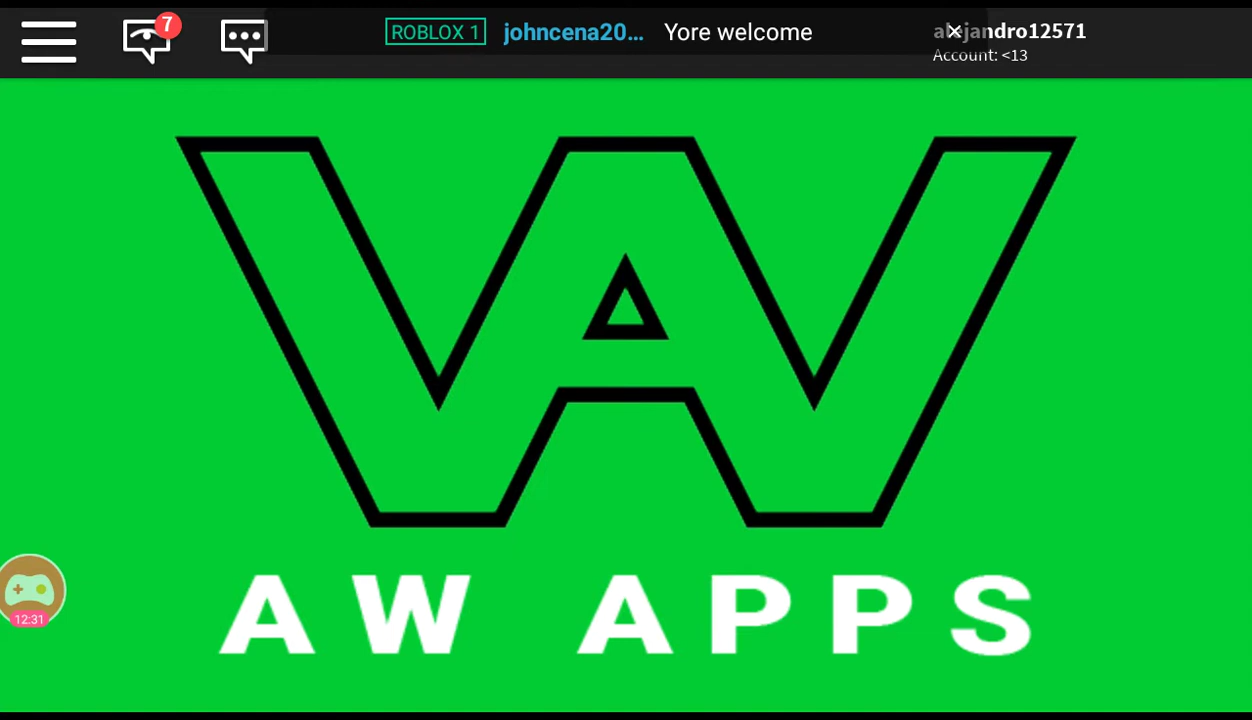 7
ROBLOX 1 johncena20... Yore welcome
alejandro12571
Account: <13
12:31
AW APPS